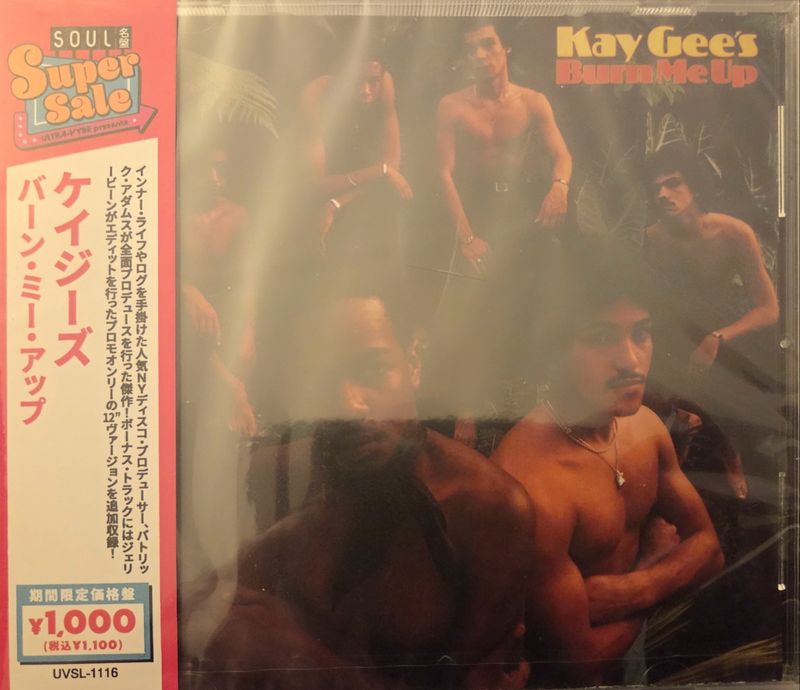 SOUL名盤
Super
Sale
ULTRA-VYBE presents
Kay Gee's
Burn Me Up
インナー・ライフやログを手掛けた人気NYディスコ・プロデューサー、パトリッ
ク・アダムスが全面プロデュースを行った傑作！ボーナス・トラックにはジェリ
ービーンがエディットを行ったプロモオンリーの12"ヴァージョンを追加収録！
ケイジーズ
バーン・ミー・アップ
期間限定価格盤
¥1,000
(税込¥1,100)
UVSL-1116